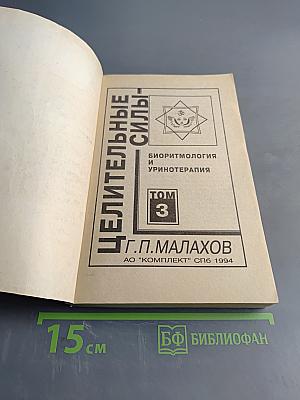 ЦЕЛИТЕЛЬНЫЕ
СИЛЫ
БИОРИТМОЛОГИЯ
И
УРИНОТЕРАПИЯ
ТОМ
3
Г.П.МАЛАХОВ
АО "КОМПЛЕКТ" СПб 1994
15 см
БФ БИБЛИОФАН